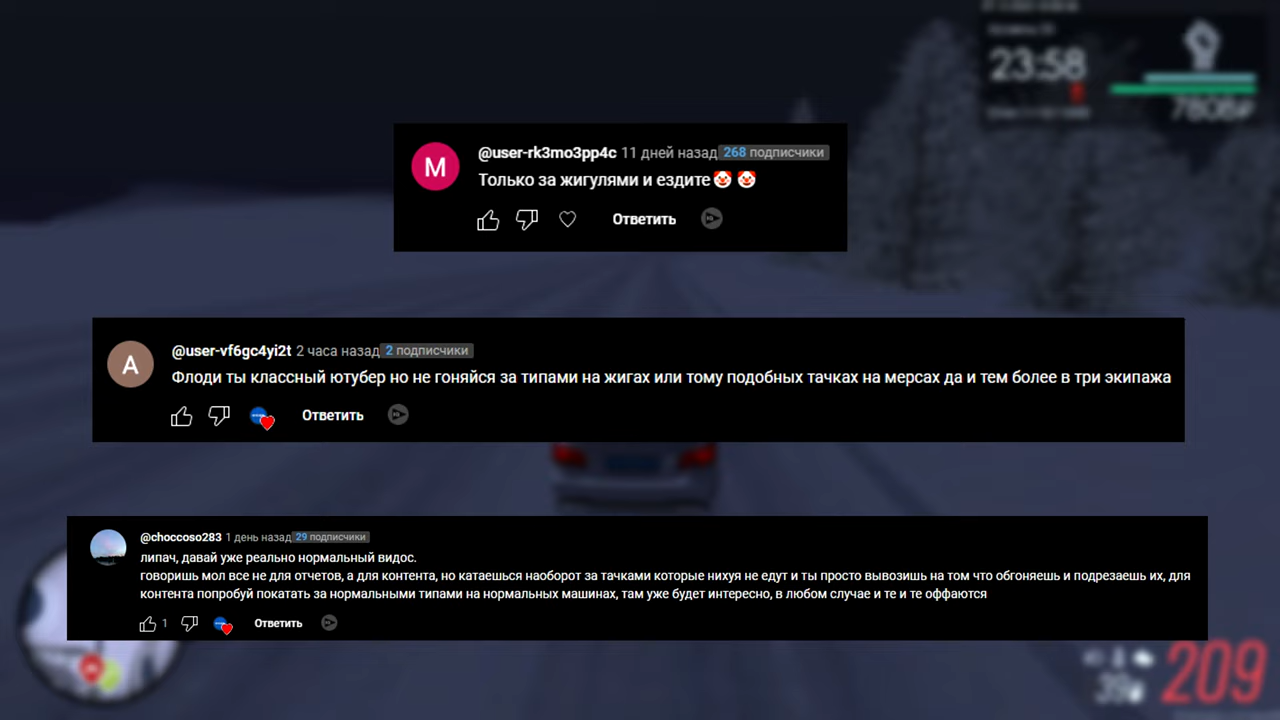 23:58
7808₽
М
@user-rk3mo3pp4c 11 дней назад 268 подписчики
Только за жигулями и ездите🤡 🤡
Ответить
А
@user-vf6gc4yi2t 2 часа назад 2 подписчики
Флоди ты классный ютубер но не гоняйся за типами на жигах или тому подобных тачках на мерсах да и тем более в три экипажа
Ответить
@choccoso283 1 день назад 29 подписчики
липач, давай уже реально нормальный видос.
говоришь мол все не для отчетов, а для контента, но катаешься наоборот за тачками которые нихуя не едут и ты просто вывозишь на том что обгоняешь и подрезаешь их, для
контента попробуй покатать за нормальными типами на нормальных машинах, там уже будет интересно, в любом случае и те и те оффаются
1 Ответить
39
209